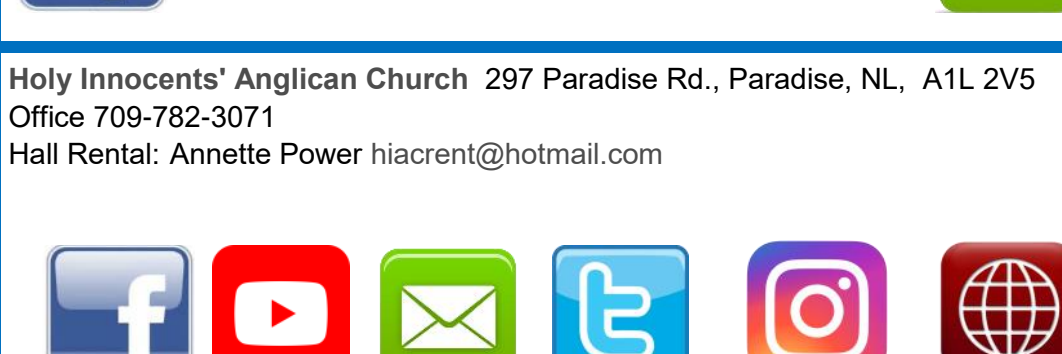 Holy Innocents' Anglican Church 297 Paradise Rd., Paradise, NL, A1L 2V5
Office 709-782-3071
Hall Rental: Annette Power hiacrent@hotmail.com